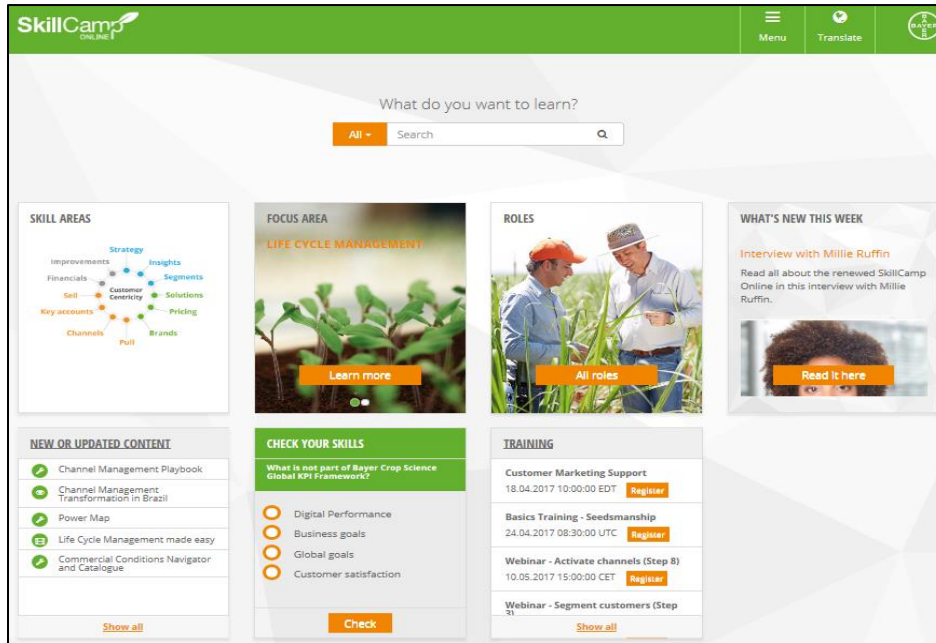 SkillCamp
ONLINE
Menu
Translate
BAYER
What do you want to learn?
All
Search
SKILL AREAS
Strategy
Improvements
Insights
Financials
Segments
Customer
Centricity
Sell
Solutions
Key accounts
Pricing
Channels
Brands
Pull
FOCUS AREA
LIFE CYCLE MANAGEMENT
Learn more
ROLES
All roles
WHAT'S NEW THIS WEEK
Interview with Millie Ruffin
Read all about the renewed SkillCamp
Online in this interview with Millie
Ruffin.
Read it here
NEW OR UPDATED CONTENT
Channel Management Playbook
Channel Management
Transformation in Brazil
Power Map
Life Cycle Management made easy
Commercial Conditions Navigator
and Catalogue
Show all
CHECK YOUR SKILLS
What is not part of Bayer Crop Science
Global KPI Framework?
Digital Performance
Business goals
Global goals
Customer satisfaction
Check
TRAINING
Customer Marketing Support
18.04.2017 10:00:00 EDT Register
Basics Training - Seedsmanship
24.04.2017 08:30:00 UTC Register
Webinar - Activate channels (Step 8)
10.05.2017 15:00:00 CET Register
Webinar - Segment customers (Step
3)
Show all